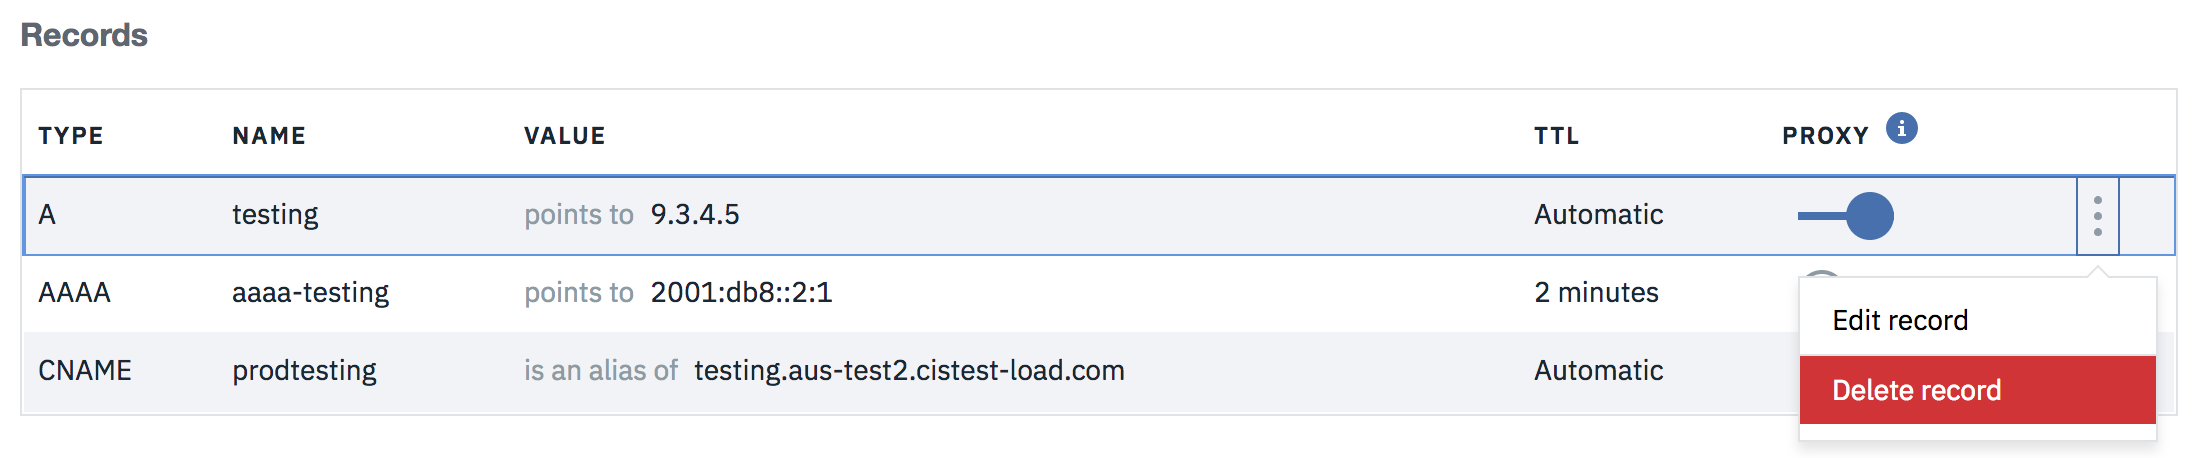 Records
TYPE NAME VALUE TTL PROXY i
A testing points to 9.3.4.5 Automatic
AAAA aaaa-testing points to 2001:db8::2:1 2 minutes
Edit record
CNAME prodtesting is an alias of testing.aus-test2.cistest-load.com Automatic
Delete record